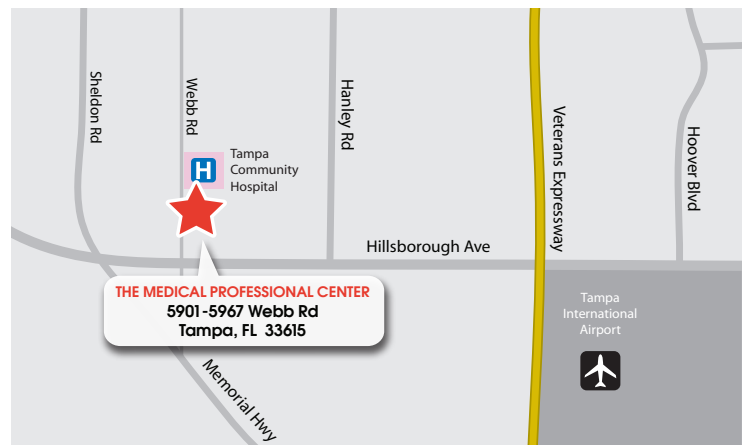 Sheldon Rd
Webb Rd
Hanley Rd
Veterans Expressway
Hoover Blvd
H
Tampa
Community
Hospital
Hillsborough Ave
THE MEDICAL PROFESSIONAL CENTER
5901-5967 Webb Rd
Tampa, FL 33615
Tampa
International
Airport
Memorial Hwy